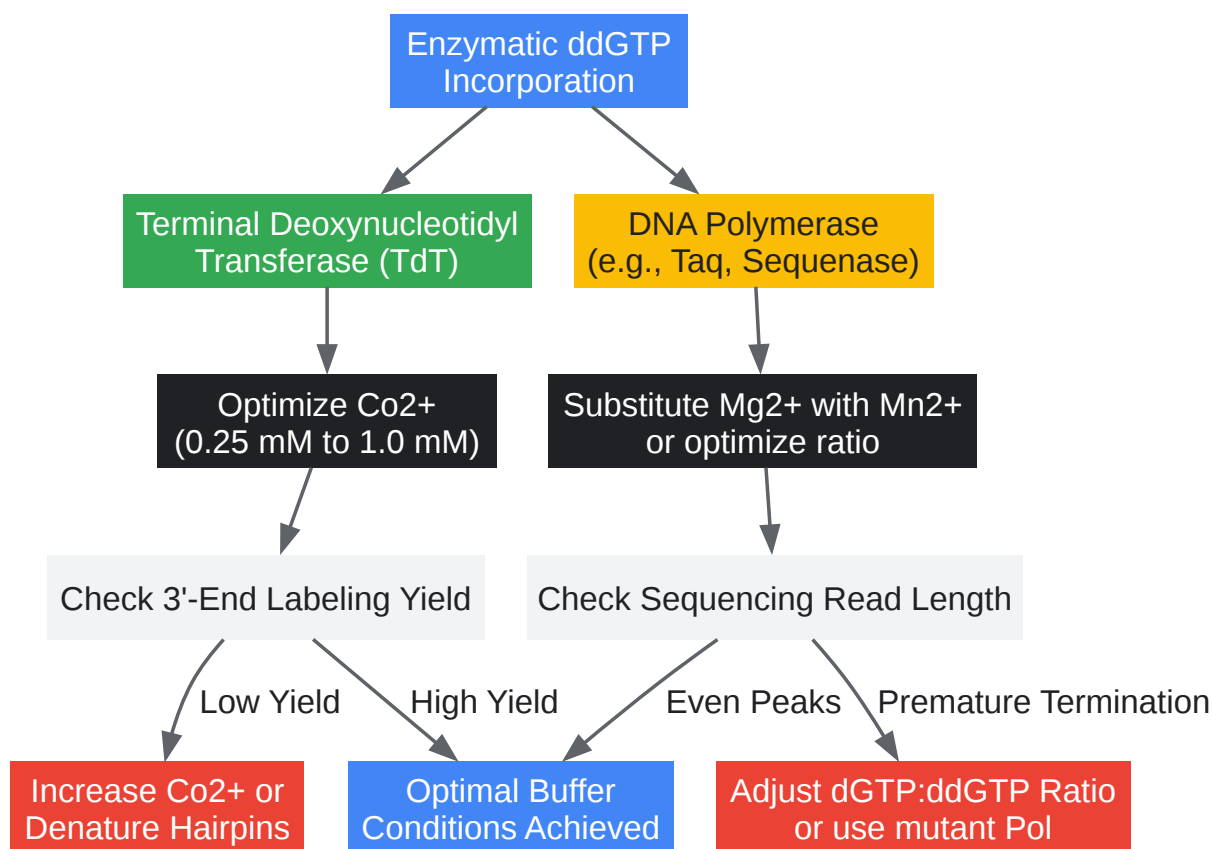 Enzymatic ddGTP
Incorporation
Terminal Deoxynucleotidyl
Transferase (TdT)
DNA Polymerase
(e.g., Taq, Sequenase)
Optimize Co2+
(0.25 mM to 1.0 mM)
Substitute Mg2+ with Mn2+
or optimize ratio
Check 3'-End Labeling Yield
Check Sequencing Read Length
Low Yield
High Yield
Even Peaks
Premature Termination
Increase Co2+ or
Denature Hairpins
Optimal Buffer
Conditions Achieved
Adjust dGTP:ddGTP Ratio
or use mutant Pol